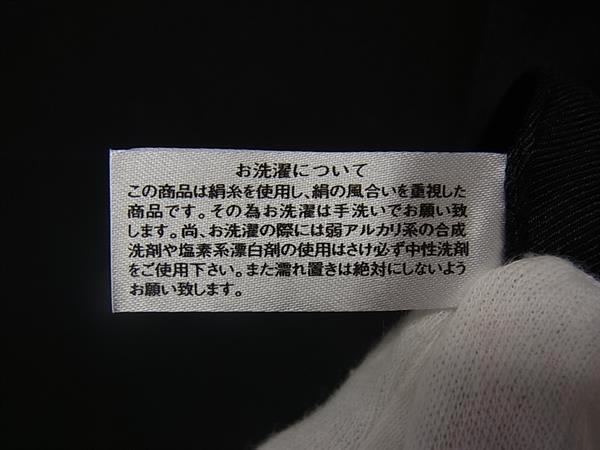 お洗濯について
この商品は絹糸を使用し、絹の風合いを重視した
商品です。その為お洗濯は手洗いでお願い致
します。尚、お洗濯の際には弱アルカリ系の合成
洗剤や塩素系漂白剤の使用はさけ必ず中性洗剤
をご使用下さい。また濡れ置きは絶対にしないよう
お願い致します。